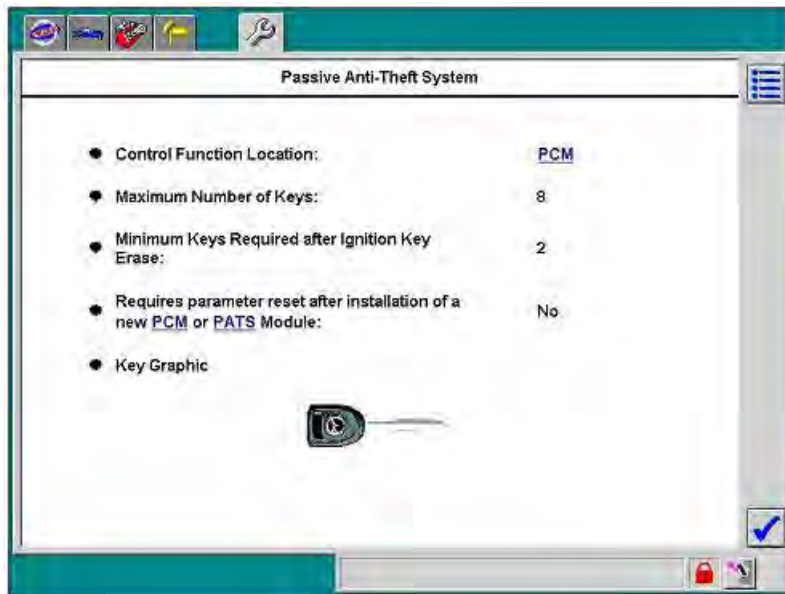 Passive Anti-Theft System
Control Function Location: PCM
Maximum Number of Keys: 8
Minimum Keys Required after Ignition Key
Erase: 2
Requires parameter reset after installation of a
new PCM or PATS Module: No
Key Graphic